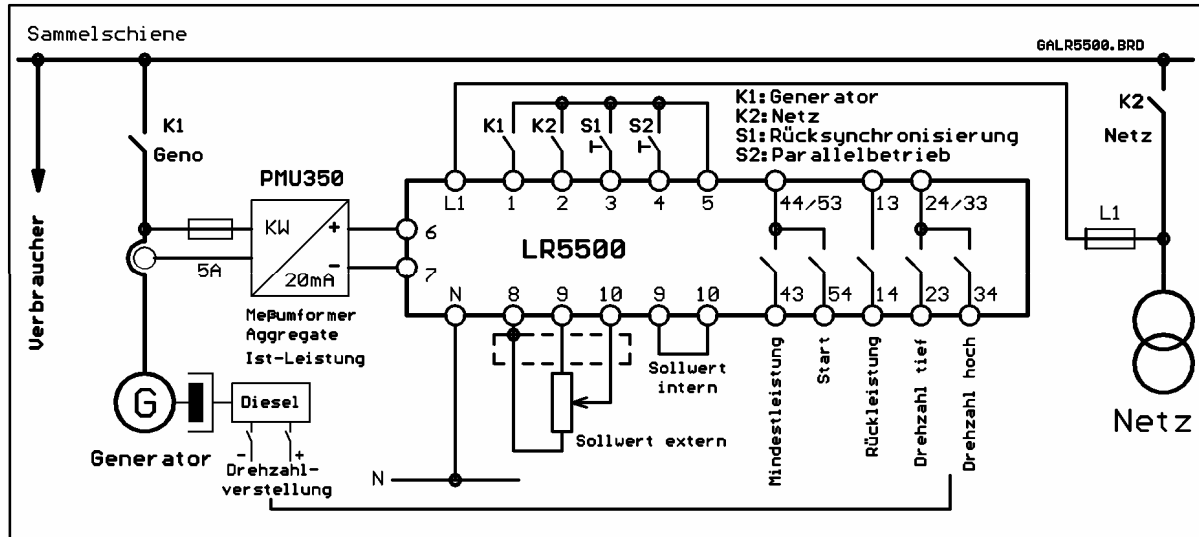 Sammelschiene
GALR5500.BRD
K1
Geno
K1
K2
S1
S2
K1:Generator
K2:Netz
S1:Rücksynchronisierung
S2:Parallelbetrieb
K2
Netz
Verbraucher
PMU350
L1
1
2
3
4
5
44/53
13
24/33
KW
+
-
20mA
5A
6
7
LR5500
L1
N
8
9
10
9
10
43
54
14
23
34
Meβumformer
Aggregate
Ist-Leistung
Sollwert
intern
Sollwert extern
Mindestleistung
Start
Rückleistung
Drehzahl tief
Drehzahl hoch
G
Diesel
Generator
-
+
Drehzahl-
verstellung
N
Netz